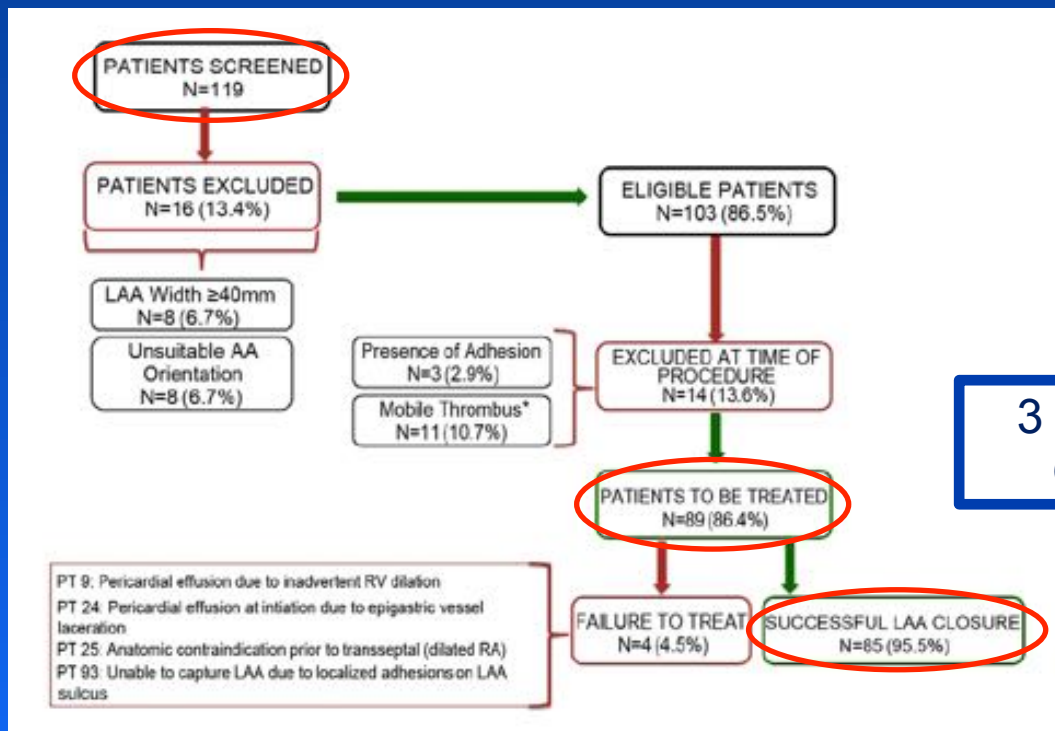 PATIENTS SCREENED
N=119
PATIENTS EXCLUDED
N=16 (13.4%)
LAA Width ≥40mm
N=8 (6.7%)
Unsuitable AA
Orientation
N=8 (6.7%)
ELIGIBLE PATIENTS
N=103 (86.5%)
EXCLUDED AT TIME OF
PROCEDURE
N=14 (13.6%)
Presence of Adhesion
N=3 (2.9%)
Mobile Thrombus*
N=11 (10.7%)
3
PATIENTS TO BE TREATED
N=89 (86.4%)
FAILURE TO TREAT
N=4 (4.5%)
SUCCESSFUL LAA CLOSURE
N=85 (95.5%)
PT 9: Pericardial effusion due to inadvertent RV dilation
PT 24: Pericardial effusion at intiation due to epigastric vessel
laceration
PT 25: Anatomic contraindication prior to transseptal (dilated RA)
PT 93: Unable to capture LAA due to localized adhesions on LAA
sulcus